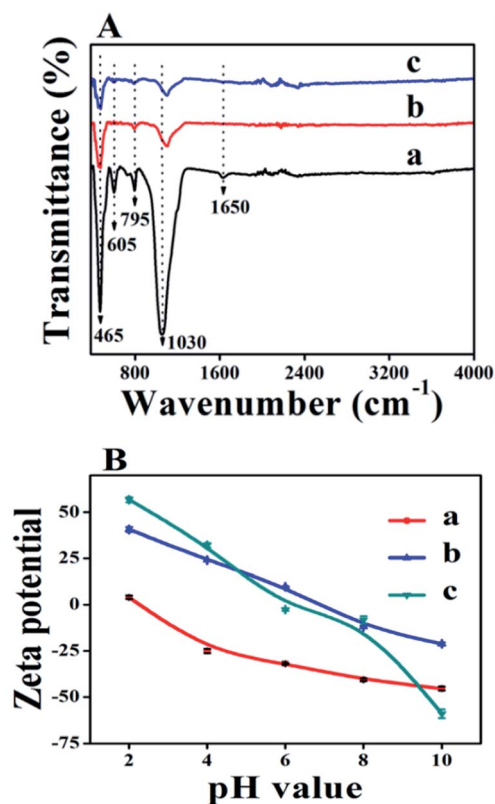 A
Transmittance (%)
c
b
a
465
605
795
1030
1650
800 1600 2400 3200 4000
Wavenumber (cm-1)
B
Zeta potential
50
25
0
-25
-50
-75
a
b
c
2 4 6 8 10
pH value